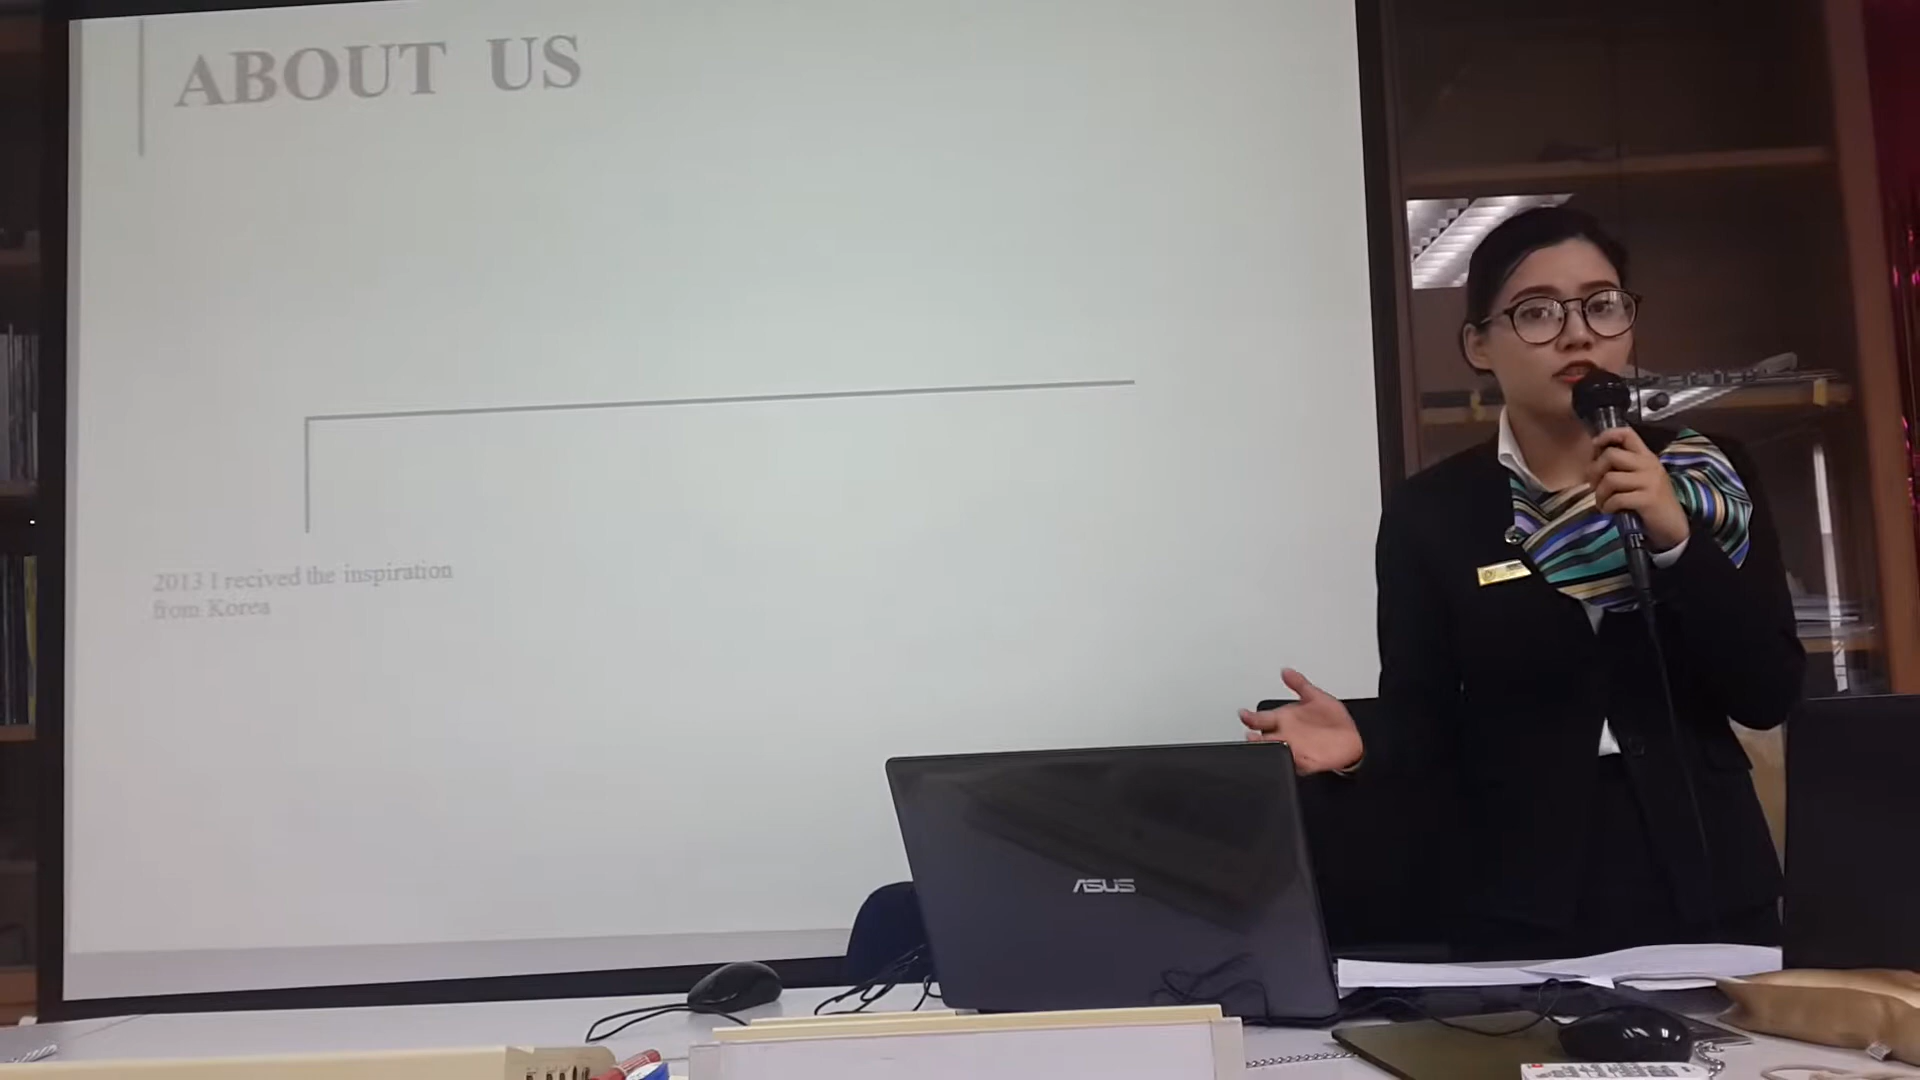 ABOUT US
2013 I recived the inspiration
from Korea
ASUS